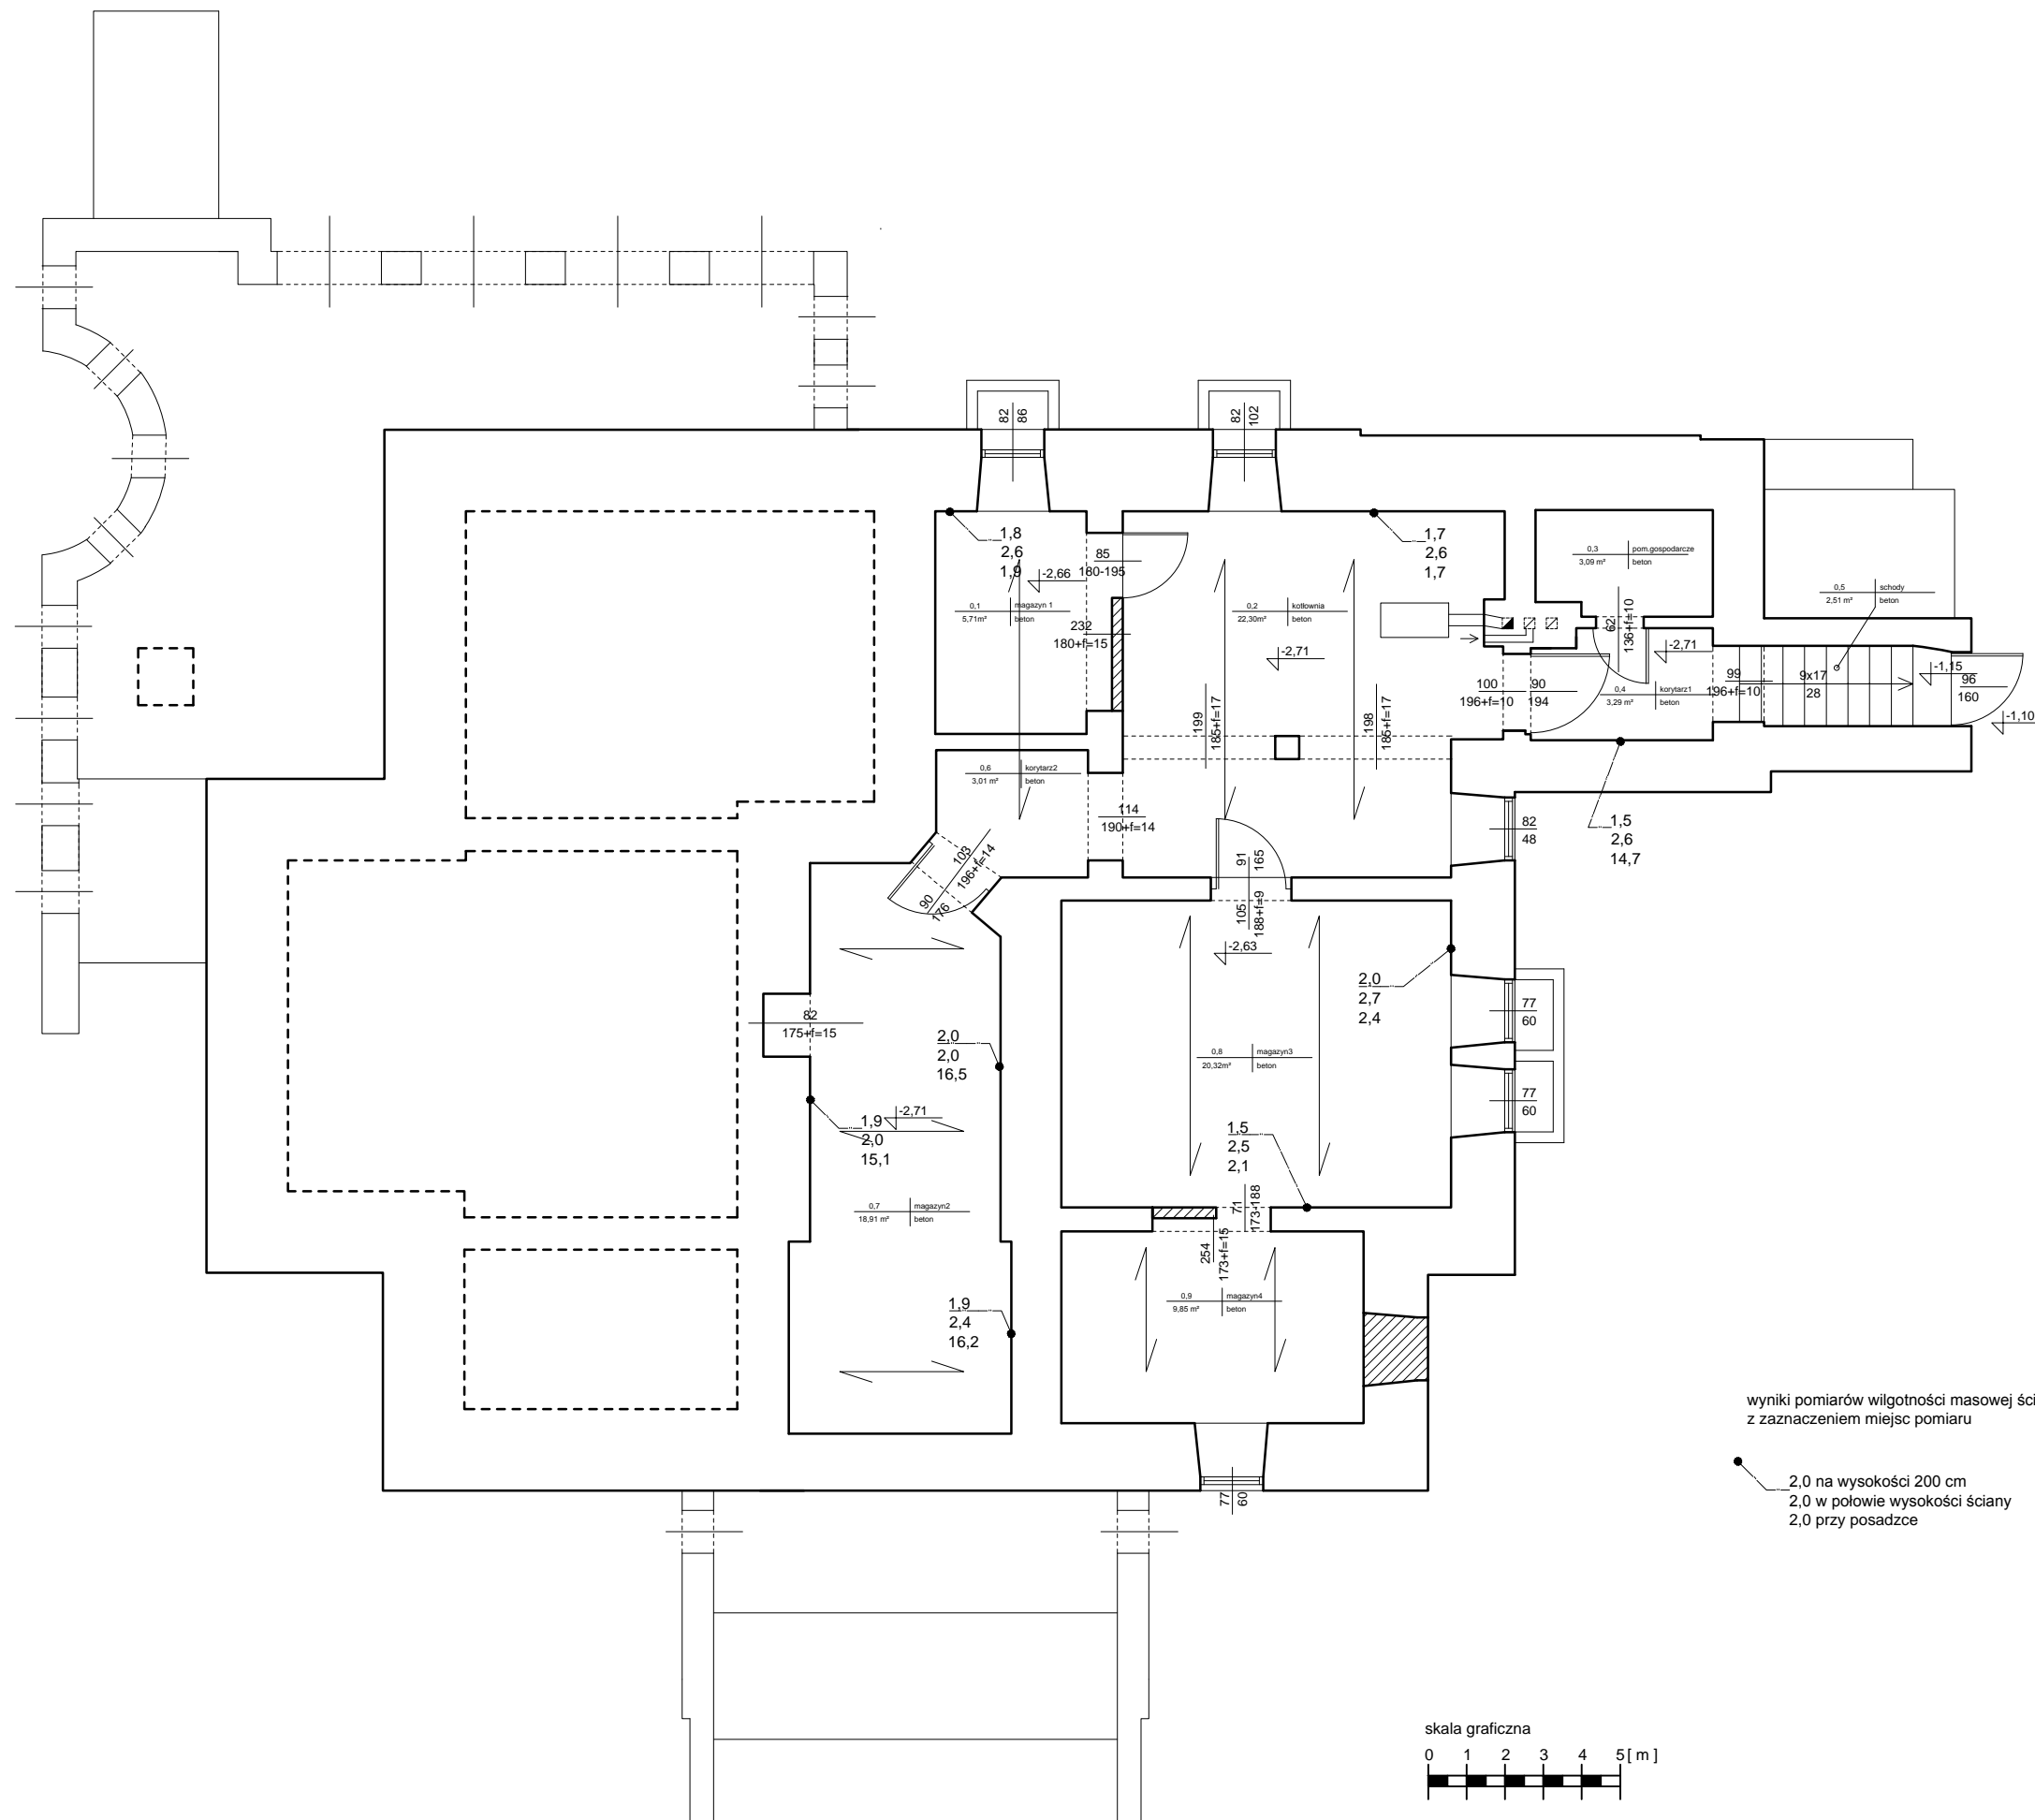 82
86
82
102
1,8
2,6
1,9
-2,66
85
180-195
0,1
magazyn 1
5,71m²
beton
232
180+f=15
1,7
2,6
1,7
0,2
kotłownia
22,30m²
beton
-2,71
0,3
pom.gospodarcze
3,09 m²
beton
62
136+f=10
0,5
schody
2,51 m²
beton
-2,71
100
196+f=10
90
194
0,4
korytarz1
3,29 m²
beton
99
196+f=10
9x17
28
-1,15
96
160
-1,10
199
185+f=17
198
185+f=17
0,6
korytarz2
3,01 m²
beton
114
190+f=14
82
48
1,5
2,6
14,7
103
196+f=14
90
176
91
165
105
188+f=9
-2,63
2,0
2,7
2,4
77
60
82
175+f=15
2,0
2,0
16,5
0,8
magazyn3
20,32m²
beton
77
60
1,9
2,0
15,1
-2,71
1,5
2,5
2,1
0,7
magazyn2
18,91 m²
beton
71
173-188
254
173+f=15
1,9
2,4
16,2
0,9
magazyn4
9,85 m²
beton
77
60
wyniki pomiarów wilgotności masowej ści
z zaznaczeniem miejsc pomiaru
2,0 na wysokości 200 cm
2,0 w połowie wysokości ściany
2,0 przy posadzce
skala graficzna
0 1 2 3 4 5[ m ]